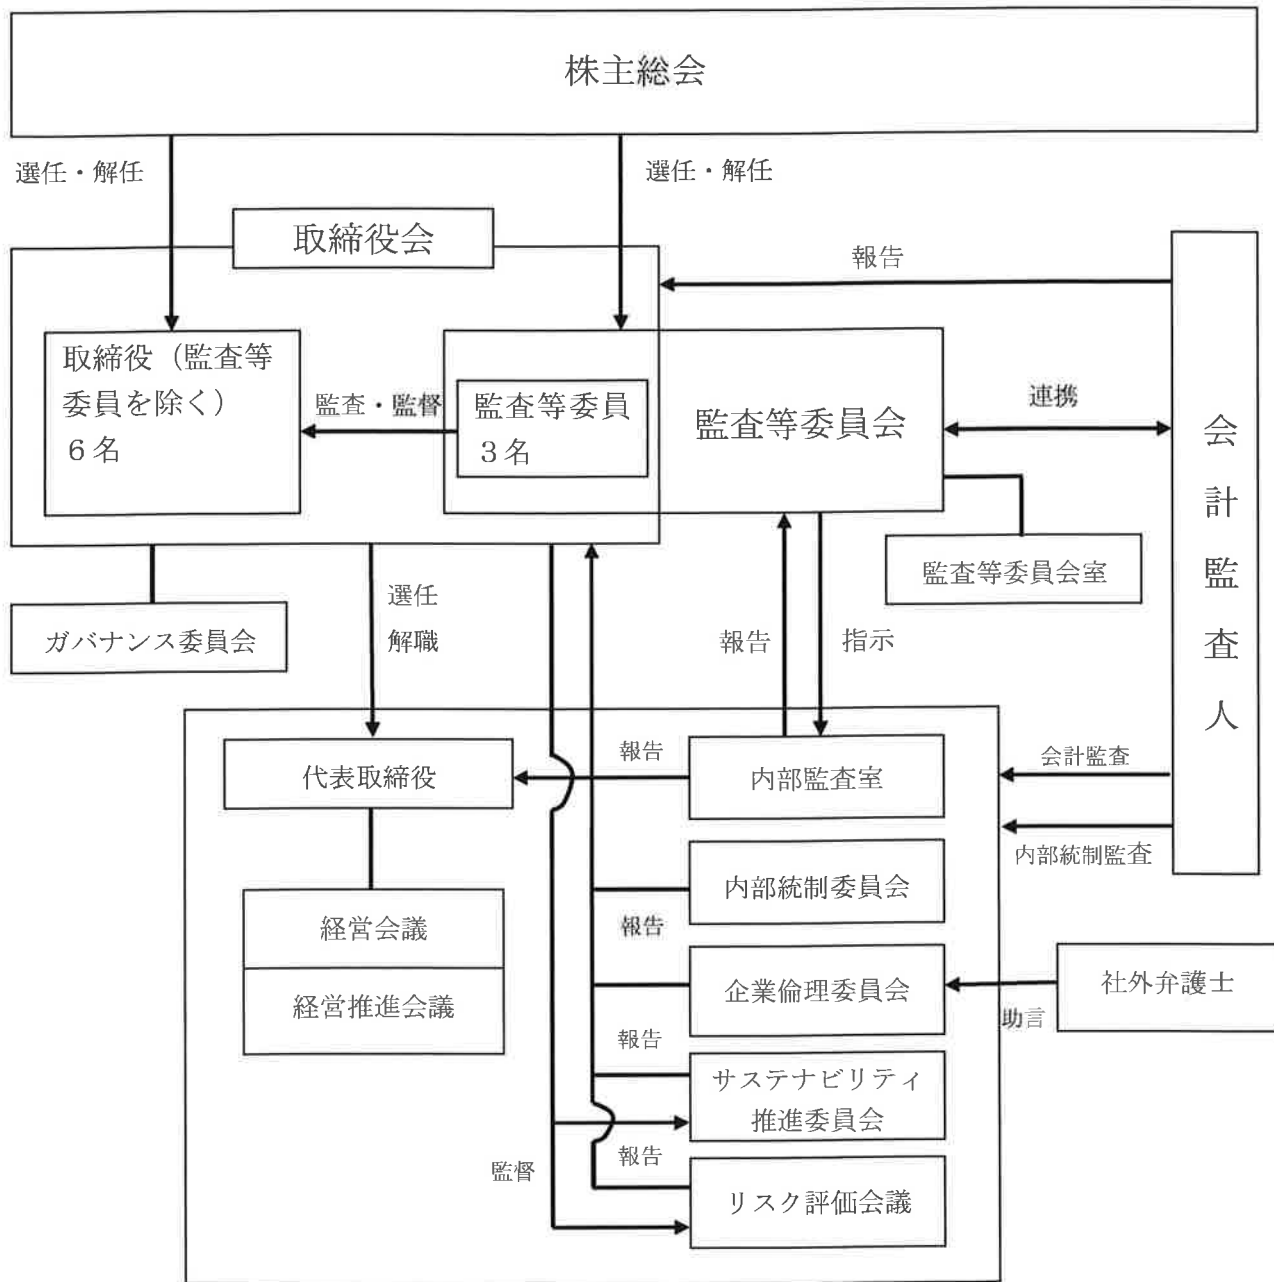 株主総会
選任・解任
選任・解任
取締役会
報告
取締役（監査等
委員を除く）
６名
監査・監督
監査等委員
３名
監査等委員会
連携
会計監査人
監査等委員会室
ガバナンス委員会
選任
解職
報告
指示
代表取締役
報告
内部監査室
会計監査
内部統制監査
内部統制委員会
報告
経営会議
経営推進会議
企業倫理委員会
助言
社外弁護士
報告
サステナビリティ
推進委員会
監督
報告
リスク評価会議